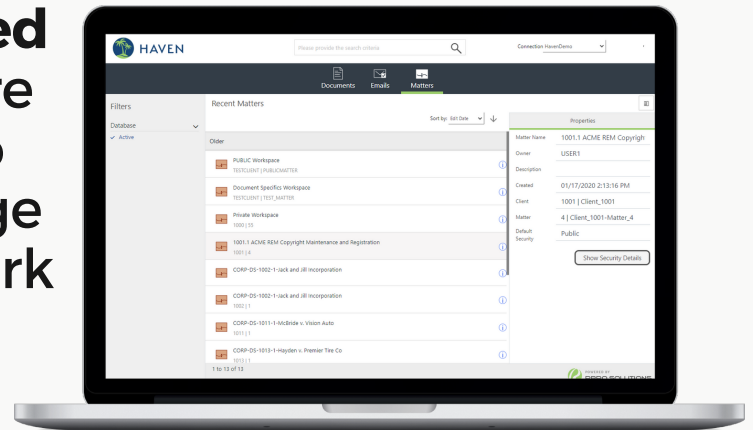 ed
re
ge
rk
HAVEN
Please provide the search criteria
Connection HavenDemo
Documents
Emails
Matters
Filters
Database
Active
Recent Matters
Sort by: Edit Date
Older
PUBLIC Workspace
TESTCLIENT | PUBLICMATTER
Document Specifics Workspace
TESTCLIENT | TEST_MATTER
Private Workspace
1000 | 55
1001.1 ACME REM Copyright Maintenance and Registration
1001 | 4
CORP-DS-1002-1-Jack and Jill Incorporation
CORP-DS-1002-1-Jack and Jill Incorporation
1002 | 1
CORP-DS-1011-1-McBride v. Vision Auto
1011 | 1
CORP-DS-1013-1-Hayden v. Premier Tire Co
1013 | 1
1 to 13 of 13
Properties
Matter Name 1001.1 ACME REM Copyrigh
Owner USER1
Description
Created 01/17/2020 2:13:16 PM
Client 1001 | Client_1001
Matter 4 | Client_1001-Matter_4
Default Security Public
Show Security Details
POWERED BY